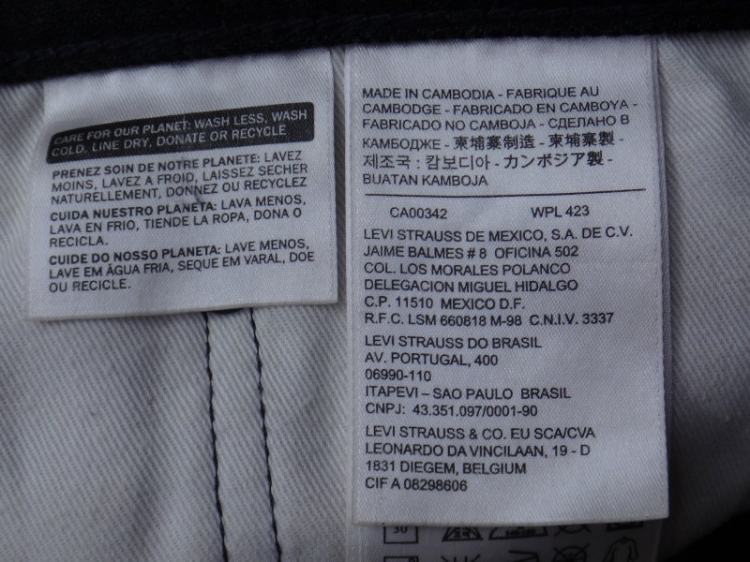 CARE FOR OUR PLANET: WASH LESS, WASH
COLD, LINE DRY, DONATE OR RECYCLE
PRENEZ SOIN DE NOTRE PLANETE: LAVEZ
MOINS, LAVEZ A FROID, LAISSEZ SECHER
NATURELLEMENT, DONNEZ OU RECYCLEZ
CUIDA NUESTRO PLANETA: LAVA MENOS,
LAVA EN FRIO, TIENDE LA ROPA, DONA O
RECICLA.
CUIDE DO NOSSO PLANETA: LAVE MENOS,
LAVE EM ÁGUA FRIA, SEQUE EM VARAL, DOE
OU RECICLE.
MADE IN CAMBODIA - FABRIQUE AU
CAMBODGE - FABRICADO EN CAMBOYA -
FABRICADO NO CAMBOJA - СДЕЛАНО В
КАМБОДЖЕ - 柬埔寨制造 - 柬埔寨製 -
제조국 : 캄보디아 - カンボジア製 -
BUATAN KAMBOJA
CA00342 WPL 423
LEVI STRAUSS DE MEXICO, S.A. DE C.V.
JAIME BALMES # 8 OFICINA 502
COL. LOS MORALES POLANCO
DELEGACION MIGUEL HIDALGO
C.P. 11510 MEXICO D.F.
R.F.C. LSM 660818 M-98 C.N.I.V. 3337
LEVI STRAUSS DO BRASIL
AV. PORTUGAL, 400
06990-110
ITAPEVI – SAO PAULO BRASIL
CNPJ: 43.351.097/0001-90
LEVI STRAUSS & CO. EU SCA/CVA
LEONARDO DA VINCILAAN, 19 - D
1831 DIEGEM, BELGIUM
CIF A 08298606
30